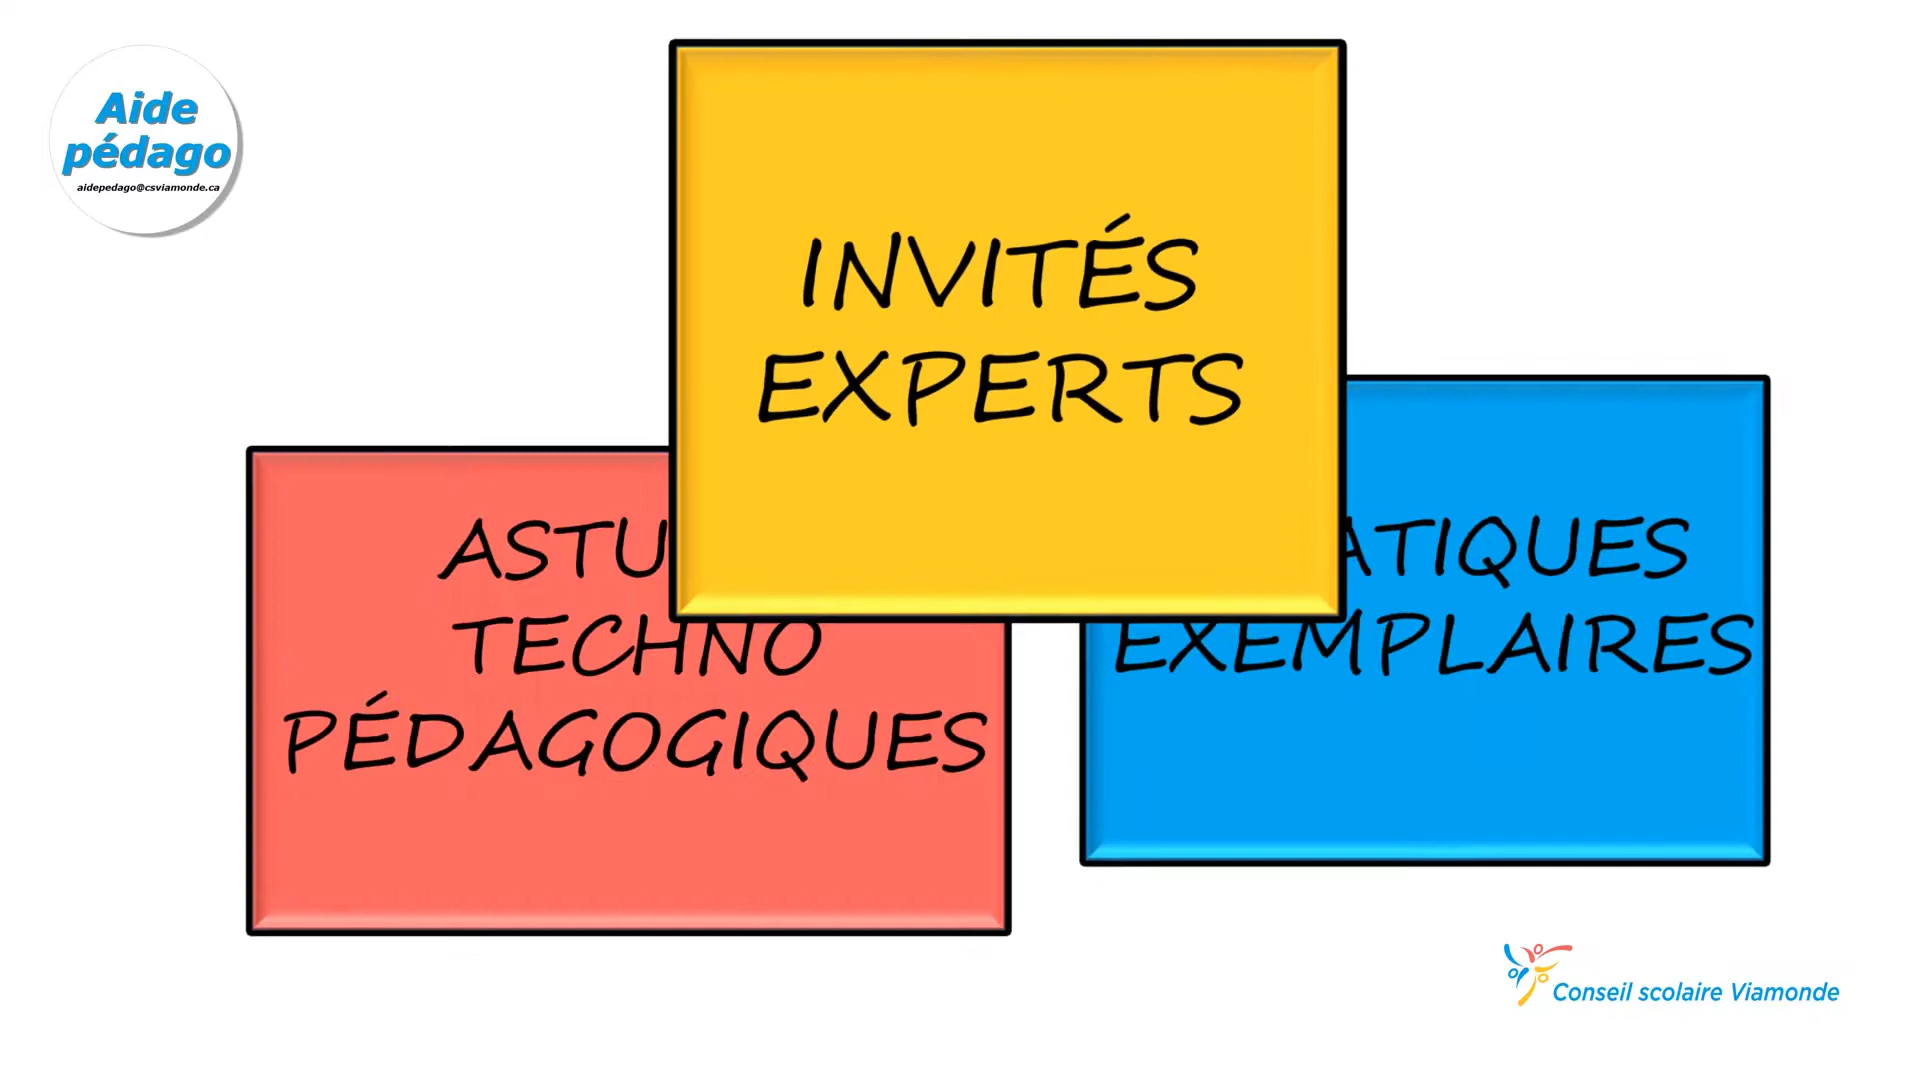 Aide
pédago
aidepedago@csviamonde.ca
INVITÉS
EXPERTS
ASTU
TECHNO
PÉDAGOGIQUES
ATIQUES
EXEMPLAIRES
Conseil scolaire Viamonde